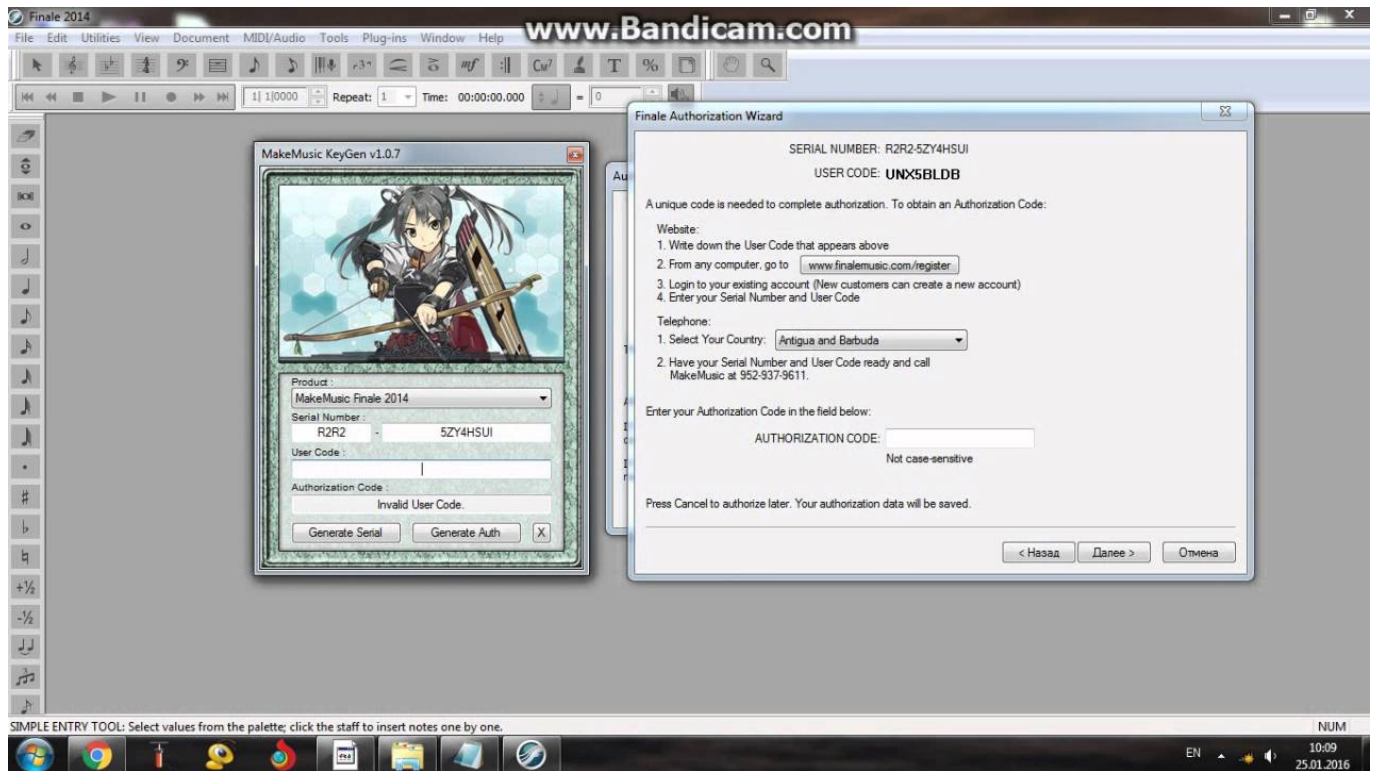 Finale 2014
www.Bandicam.com
File Edit Utilities View Document MIDI/Audio Tools Plug-ins Window Help
T %
1| 1|0000 Repeat: 1 Time: 00:00:00.000 = 0
MakeMusic KeyGen v1.0.7
Product :
MakeMusic Finale 2014
Serial Number :
R2R2 - 5ZY4HSUI
User Code :
Authorization Code :
Invalid User Code.
Generate Serial Generate Auth X
Au
Finale Authorization Wizard
SERIAL NUMBER: R2R2-5ZY4HSUI
USER CODE: UNX5BLDB
A unique code is needed to complete authorization. To obtain an Authorization Code:
Website:
1. Write down the User Code that appears above
2. From any computer, go to www.finalemusic.com/register
3. Login to your existing account (New customers can create a new account)
4. Enter your Serial Number and User Code
Telephone:
1. Select Your Country: Antigua and Barbuda
2. Have your Serial Number and User Code ready and call
MakeMusic at 952-937-9611.
Enter your Authorization Code in the field below:
AUTHORIZATION CODE:
Not case-sensitive
Press Cancel to authorize later. Your authorization data will be saved.
< Назад Далее > Отмена
+½
-½
SIMPLE ENTRY TOOL: Select values from the palette; click the staff to insert notes one by one.
NUM
EN 10:09
25.01.2016